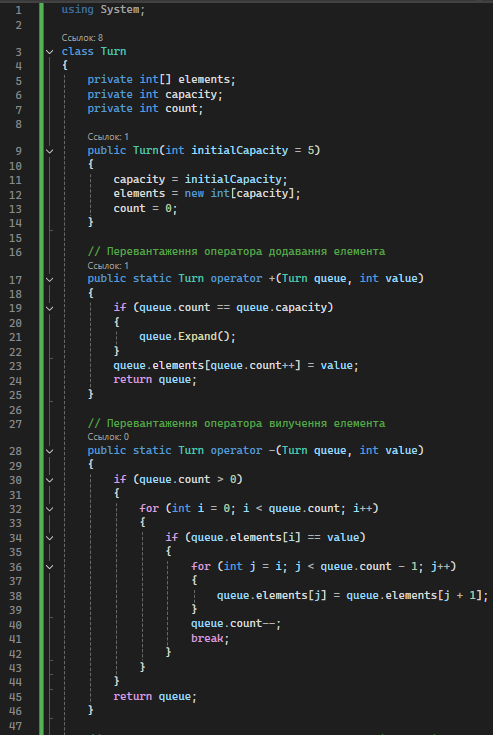 1 using System;
2
Ссылок: 8
3 class Turn
4 {
5 private int[] elements;
6 private int capacity;
7 private int count;
8
Ссылок: 1
9 public Turn(int initialCapacity = 5)
10 {
11 capacity = initialCapacity;
12 elements = new int[capacity];
13 count = 0;
14 }
15
16 // Перевантаження оператора додавання елемента
Ссылок: 1
17 public static Turn operator +(Turn queue, int value)
18 {
19 if (queue.count == queue.capacity)
20 {
21 queue.Expand();
22 }
23 queue.elements[queue.count++] = value;
24 return queue;
25 }
26
27 // Перевантаження оператора вилучення елемента
Ссылок: 0
28 public static Turn operator -(Turn queue, int value)
29 {
30 if (queue.count > 0)
31 {
32 for (int i = 0; i < queue.count; i++)
33 {
34 if (queue.elements[i] == value)
35 {
36 for (int j = i; j < queue.count - 1; j++)
37 {
38 queue.elements[j] = queue.elements[j + 1];
39 }
40 queue.count--;
41 break;
42 }
43 }
44 }
45 return queue;
46 }
47